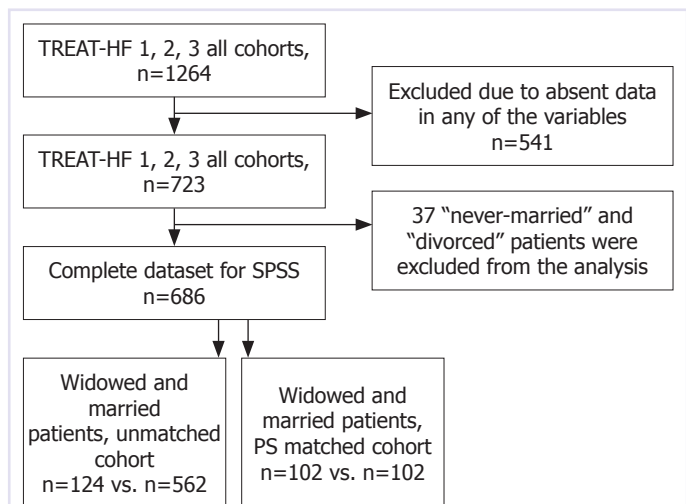 TREAT-HF 1, 2, 3 all cohorts,
n=1264
Excluded due to absent data
in any of the variables
n=541
TREAT-HF 1, 2, 3 all cohorts,
n=723
37 “never-married” and
“divorced” patients were
excluded from the analysis
Complete dataset for SPSS
n=686
Widowed and
married
patients, unmatched
cohort
n=124 vs. n=562
Widowed and
married patients,
PS matched cohort
n=102 vs. n=102